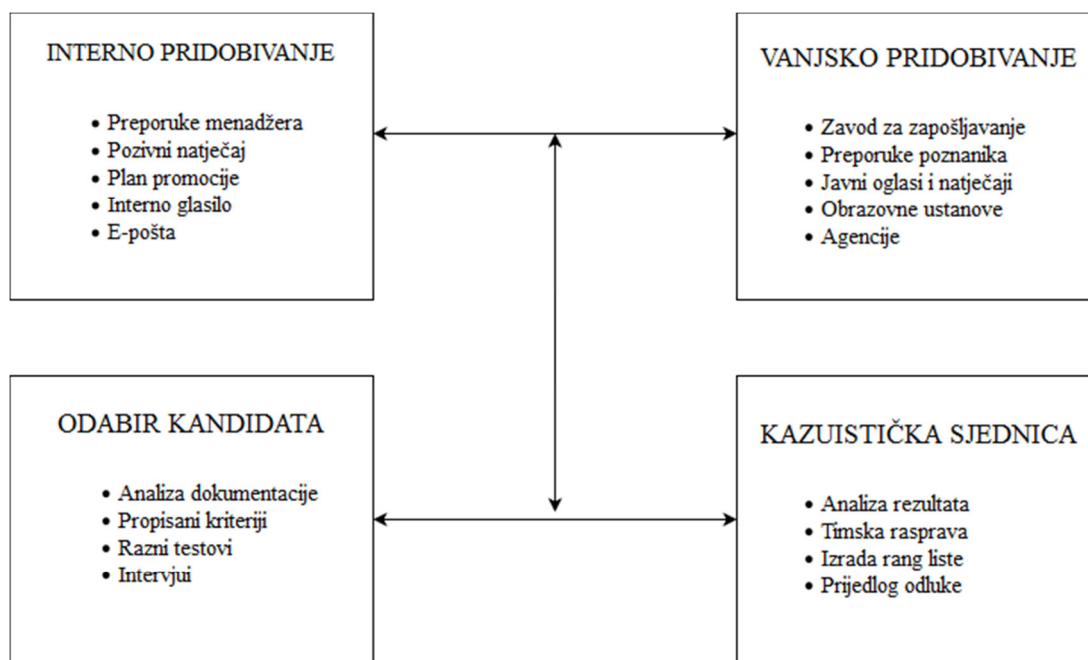 INTERNO PRIDOBIVANJE
• Preporuke menadžera
• Pozivni natječaj
• Plan promocije
• Interno glasilo
• E-pošta
VANJSKO PRIDOBIVANJE
• Zavod za zapošljavanje
• Preporuke poznanika
• Javni oglasi i natječaji
• Obrazovne ustanove
• Agencije
ODABIR KANDIDATA
• Analiza dokumentacije
• Propisani kriteriji
• Razni testovi
• Intervjui
KAZUISTIČKA SJEDNICA
• Analiza rezultata
• Timska rasprava
• Izrada rang liste
• Prijedlog odluke